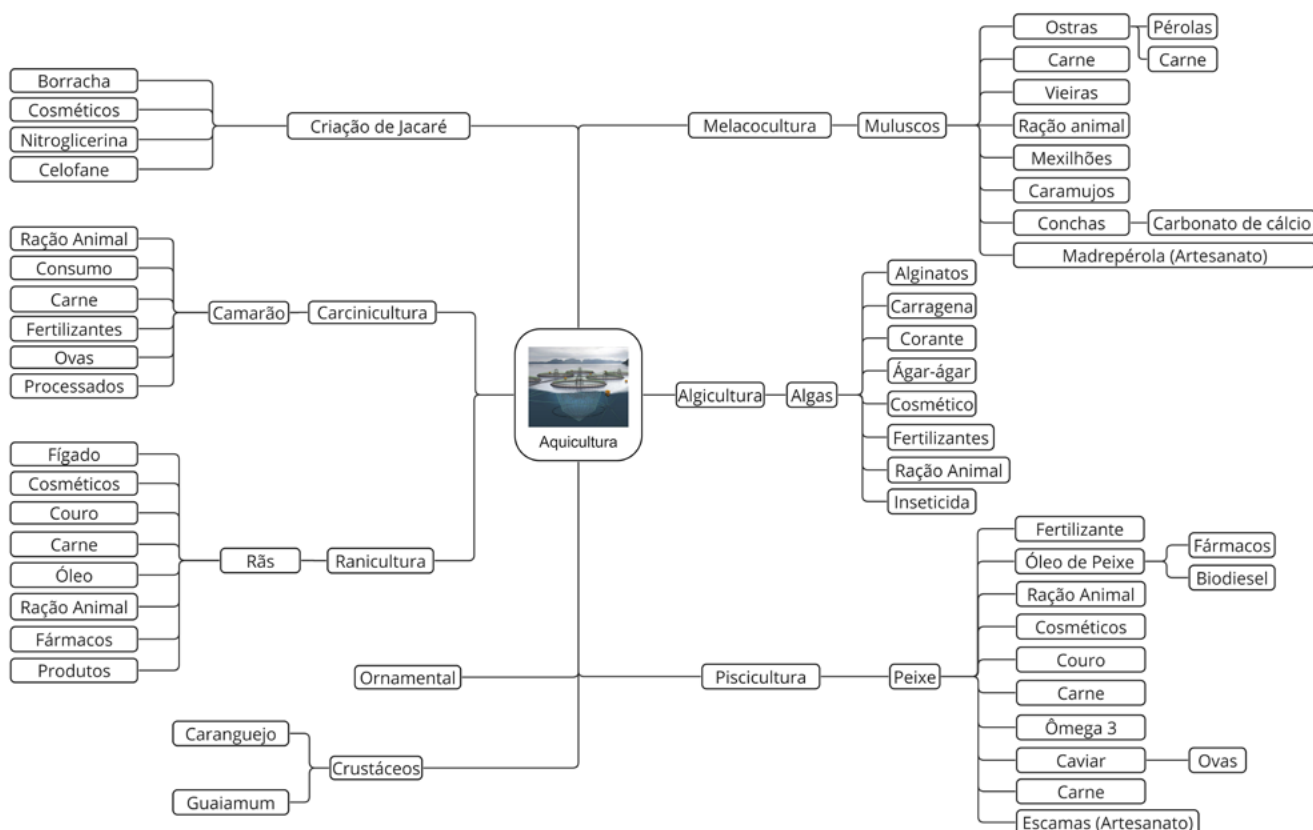 Borracha
Cosméticos
Nitroglicerina
Celofane
Criação de Jacaré
Ração Animal
Consumo
Carne
Fertilizantes
Ovas
Processados
Camarão
Carcinicultura
Fígado
Cosméticos
Couro
Carne
Óleo
Ração Animal
Fármacos
Produtos
Rãs
Ranicultura
Ornamental
Caranguejo
Guaiamum
Crustáceos
Aquicultura
Melacocultura
Muluscos
Ostras
Pérolas
Carne
Carne
Vieiras
Ração animal
Mexilhões
Caramujos
Conchas
Carbonato de cálcio
Madrepérola (Artesanato)
Algicultura
Algas
Alginatos
Carragena
Corante
Ágar-ágar
Cosmético
Fertilizantes
Ração Animal
Inseticida
Piscicultura
Peixe
Fertilizante
Óleo de Peixe
Fármacos
Biodiesel
Ração Animal
Cosméticos
Couro
Carne
Ômega 3
Caviar
Ovas
Carne
Escamas (Artesanato)